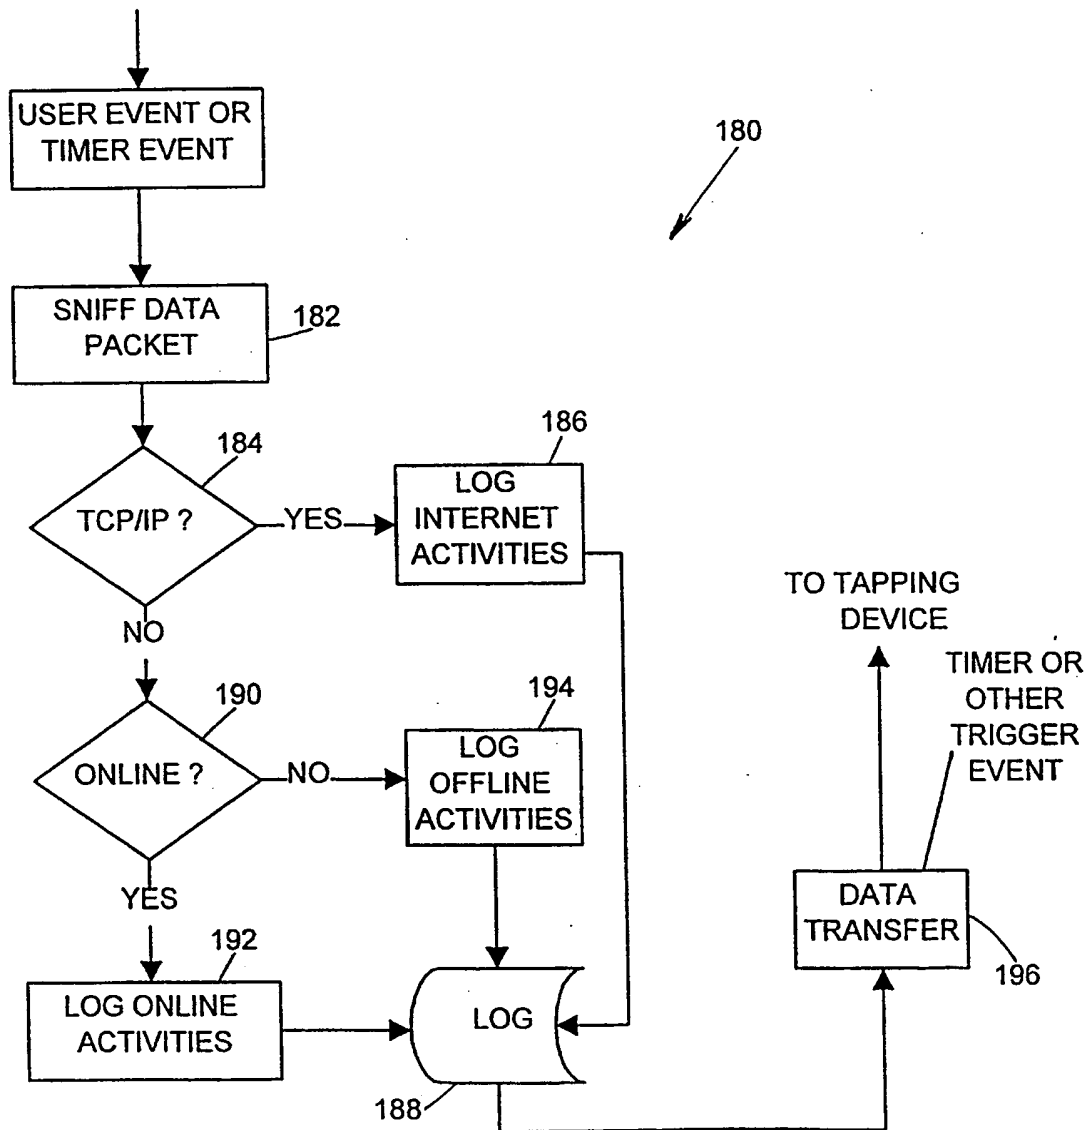 USER EVENT OR
TIMER EVENT
180
SNIFF DATA
PACKET
182
184
TCP/IP ?
YES
NO
186
LOG
INTERNET
ACTIVITIES
190
ONLINE ?
NO
YES
194
LOG
OFFLINE
ACTIVITIES
192
LOG ONLINE
ACTIVITIES
LOG
188
TO TAPPING
DEVICE
TIMER OR
OTHER
TRIGGER
EVENT
DATA
TRANSFER
196